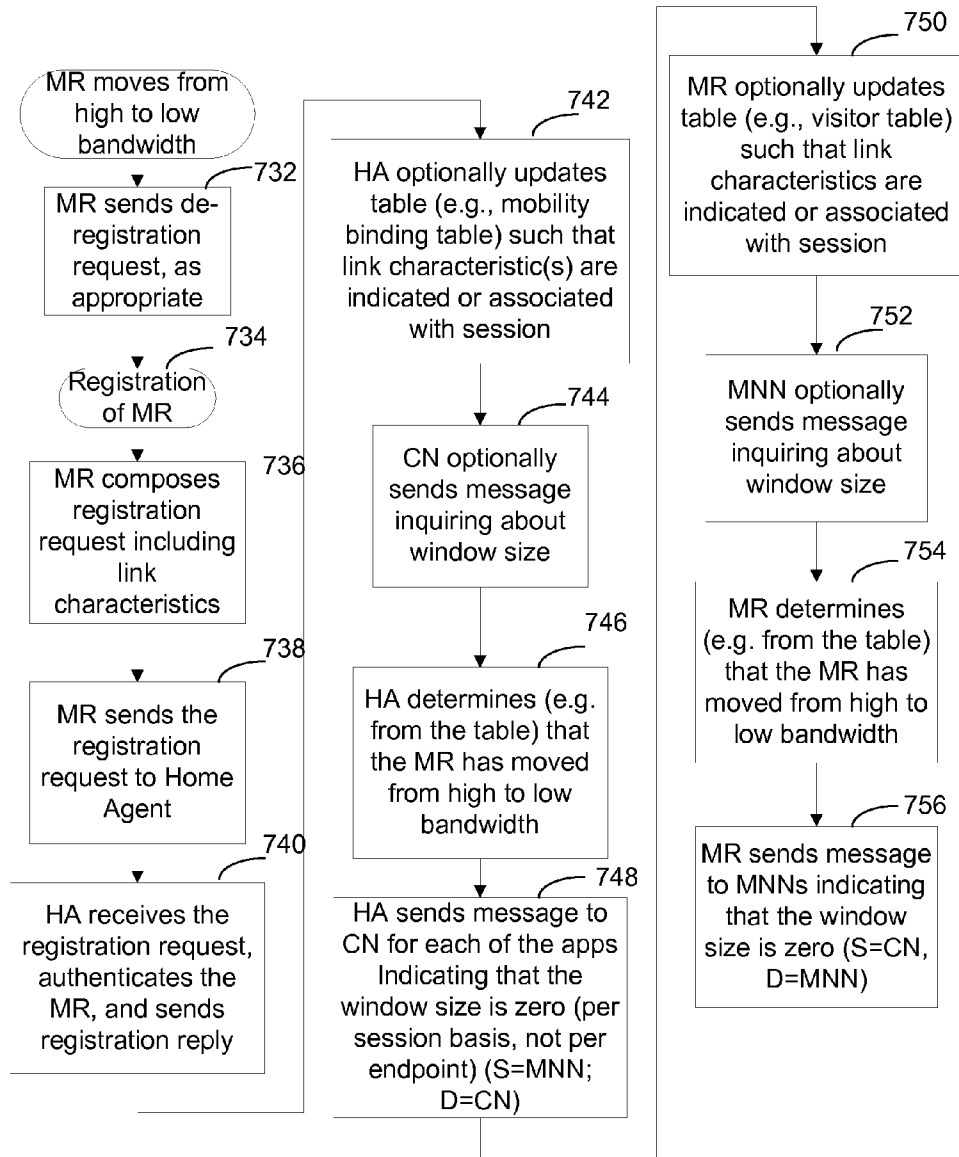 MR moves from
high to low
bandwidth
732
MR sends de-
registration
request, as
appropriate
734
Registration
of MR
736
MR composes
registration
request including
link
characteristics
738
MR sends the
registration
request to Home
Agent
740
HA receives the
registration request,
authenticates the
MR, and sends
registration reply
742
HA optionally updates
table (e.g., mobility
binding table) such that
link characteristic(s) are
indicated or associated
with session
744
CN optionally
sends message
inquiring about
window size
746
HA determines (e.g.
from the table) that
the MR has moved
from high to low
bandwidth
748
HA sends message to
CN for each of the apps
Indicating that the
window size is zero (per
session basis, not per
endpoint) (S=MNN;
D=CN)
750
MR optionally updates
table (e.g., visitor table)
such that link
characteristics are
indicated or associated
with session
752
MNN optionally
sends message
inquiring about
window size
754
MR determines
(e.g. from the table)
that the MR has
moved from high to
low bandwidth
756
MR sends message
to MNNs indicating
that the window
size is zero (S=CN,
D=MNN)